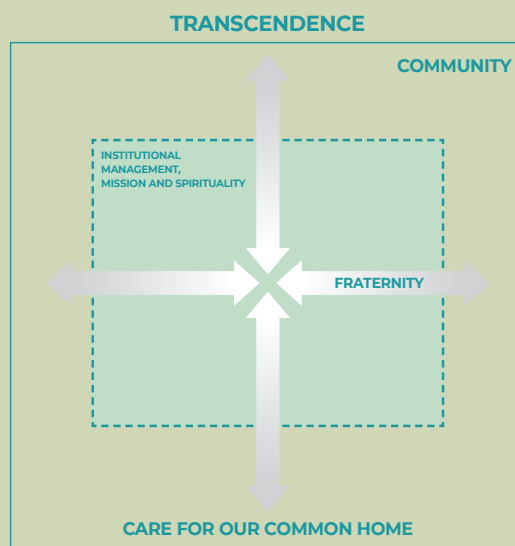 TRANSCENDENCE
COMMUNITY
INSTITUTIONAL
MANAGEMENT,
MISSION AND SPIRITUALITY
FRATERNITY
CARE FOR OUR COMMON HOME